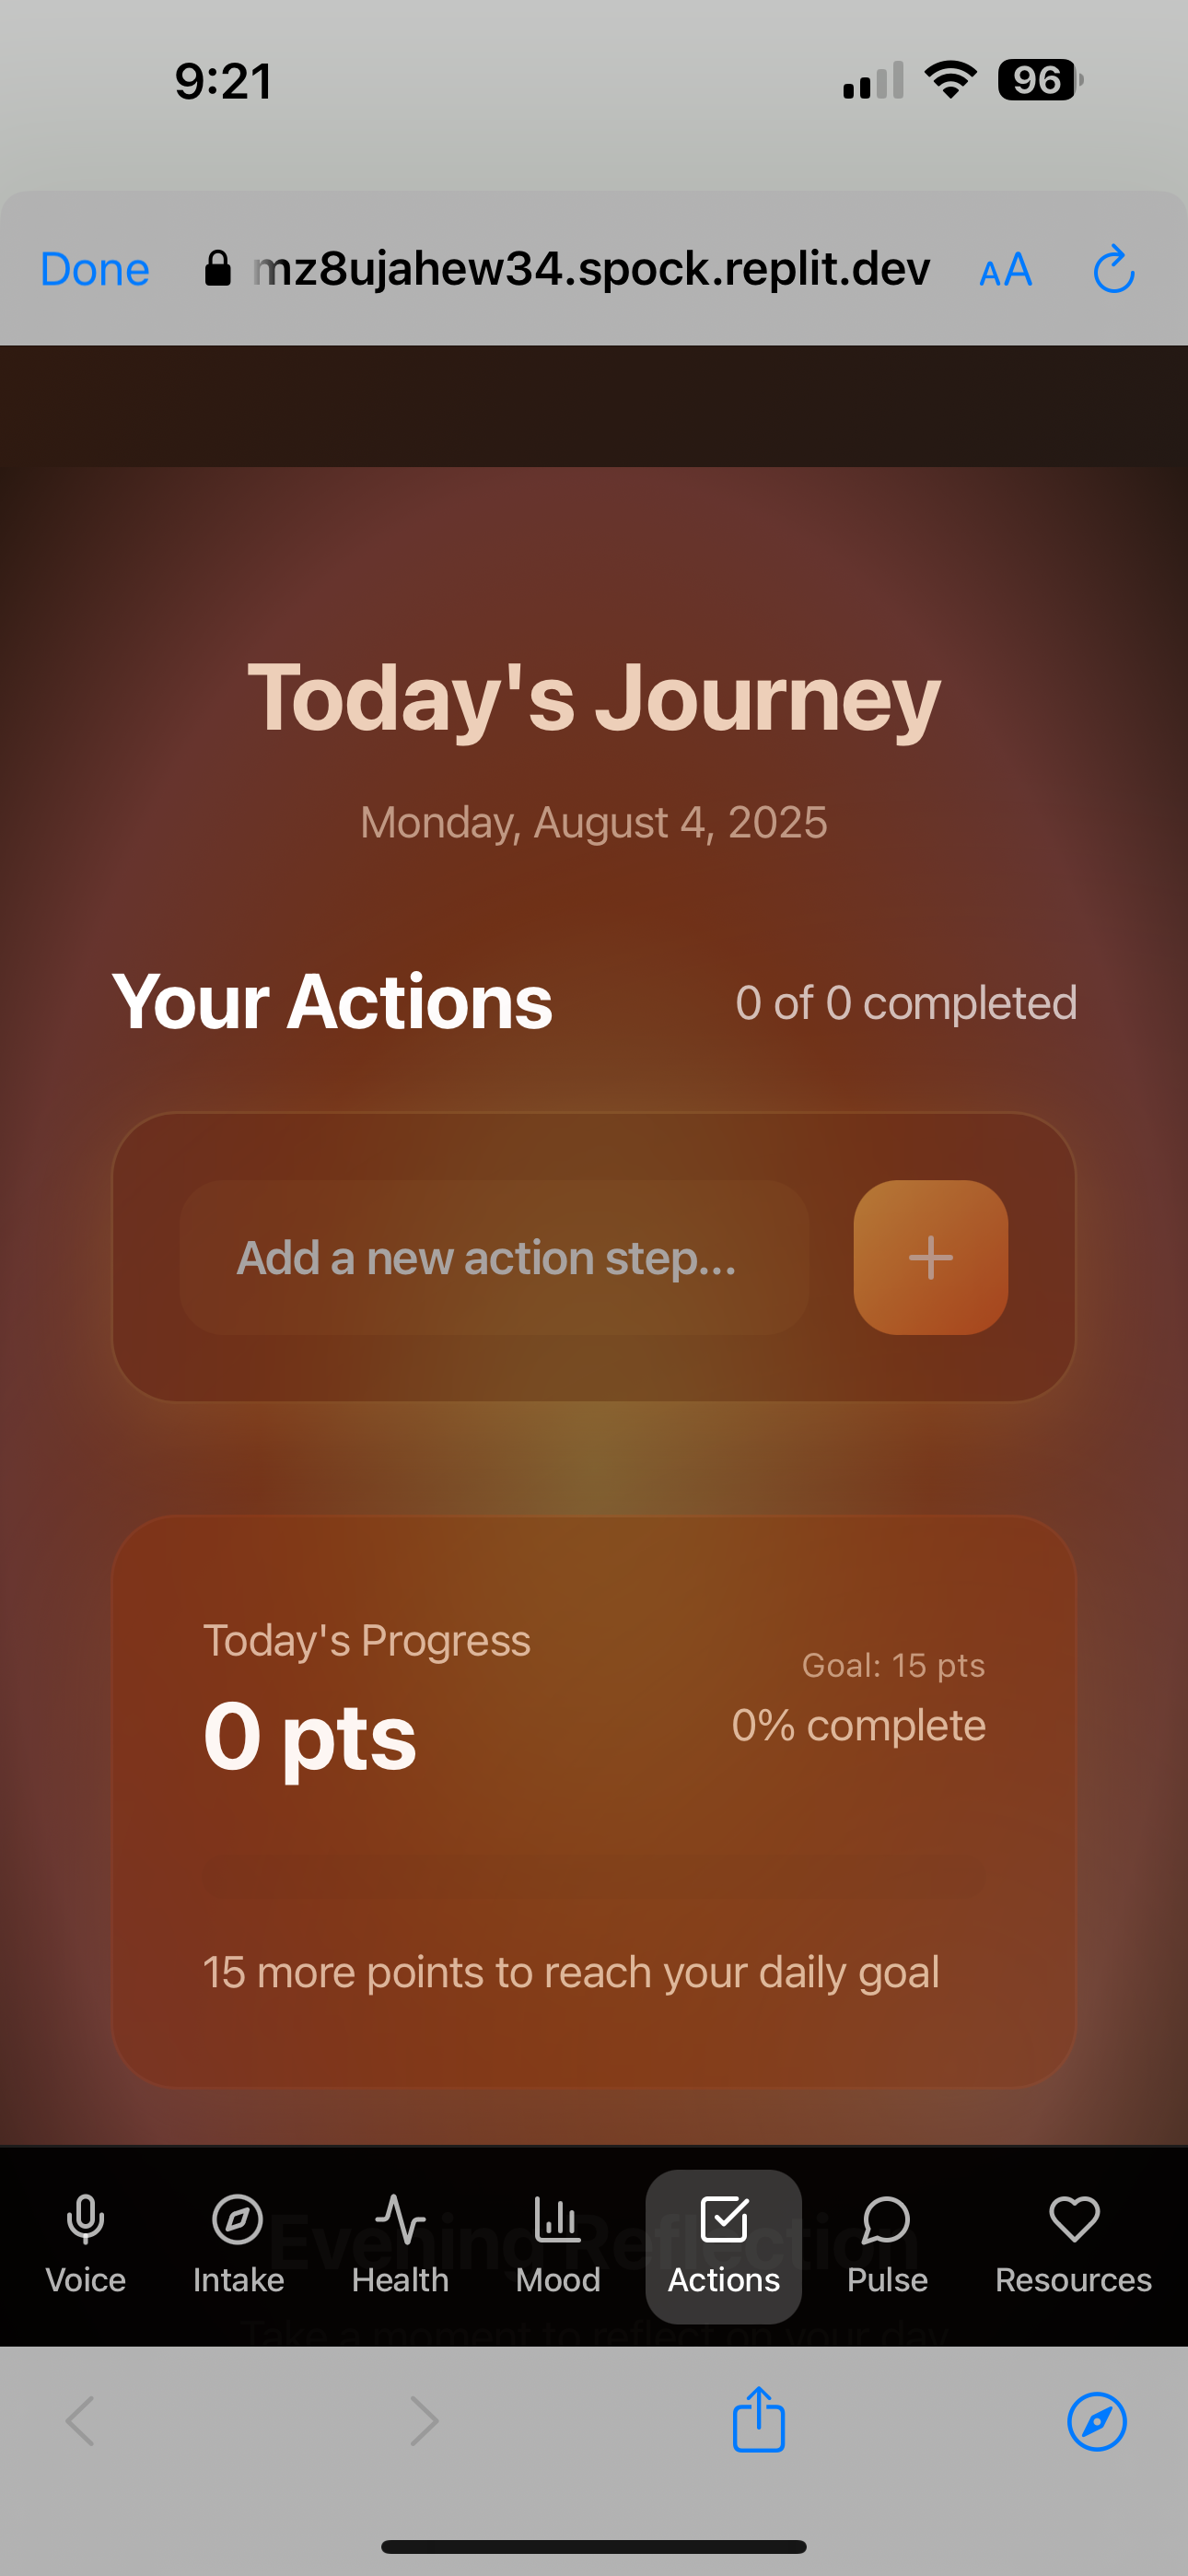 9:21
96
Done
mz8ujahew34.spock.replit.dev
AA
Today's Journey
Monday, August 4, 2025
Your Actions
0 of 0 completed
Add a new action step...
+
Today's Progress
Goal: 15 pts
0 pts
0% complete
15 more points to reach your daily goal
Evening Reflection
Voice Intake Health Mood Actions Pulse Resources
Take a moment to reflect on your day